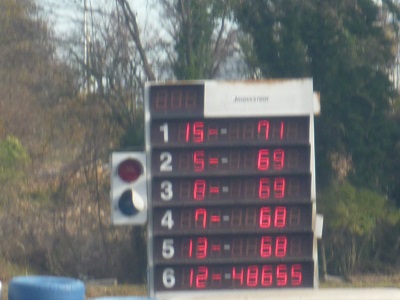 1 15=- 71
2 5=- 69
3 8=- 69
4 7=- 68
5 13=- 68
6 12=-48655